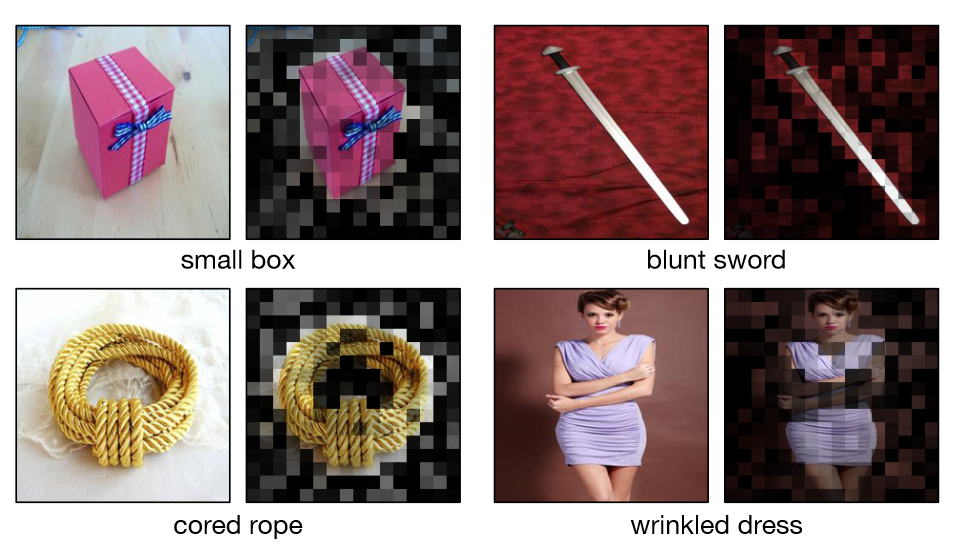 small box
blunt sword
cored rope
wrinkled dress